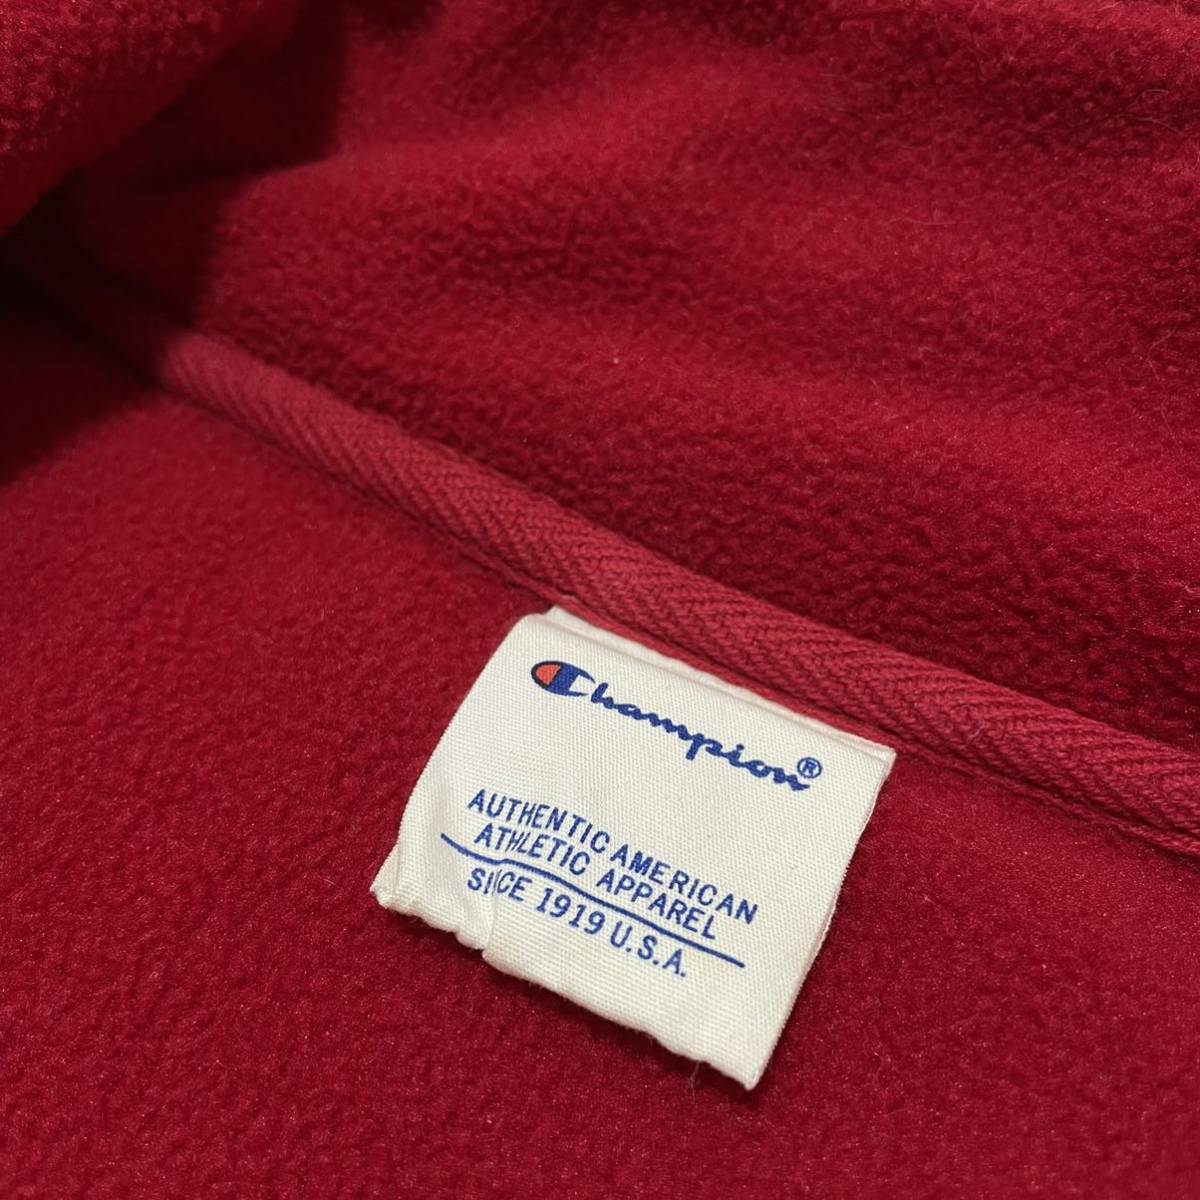 Champion®
AUTHENTIC AMERICAN
ATHLETIC APPAREL
SINCE 1919 U.S.A.